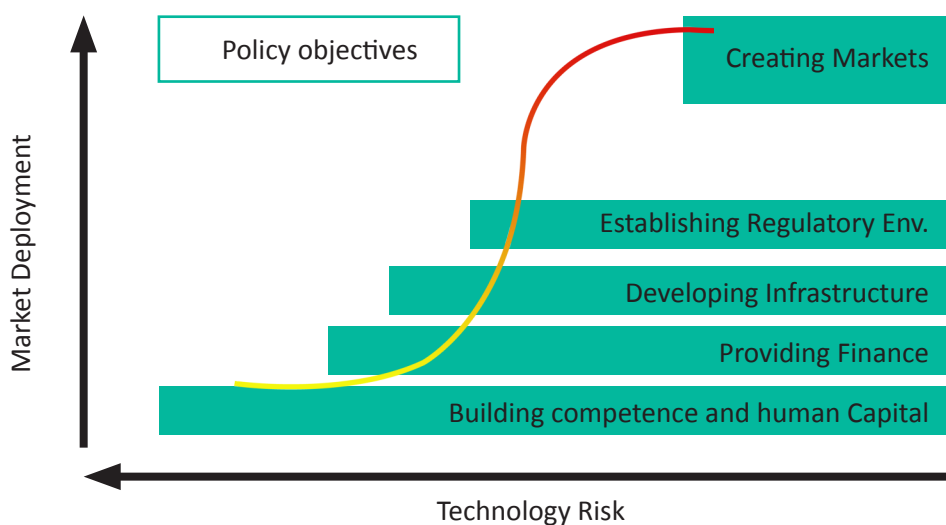 Policy objectives
Creating Markets
Establishing Regulatory Env.
Developing Infrastructure
Providing Finance
Building competence and human Capital
Market Deployment
Technology Risk